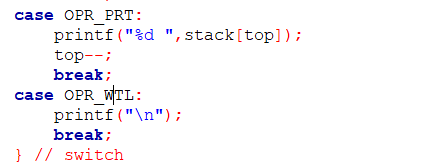 case OPR_PRT:
printf("%d ",stack[top]);
top--;
break;
case OPR_WTL:
printf("\n");
break;
} // switch